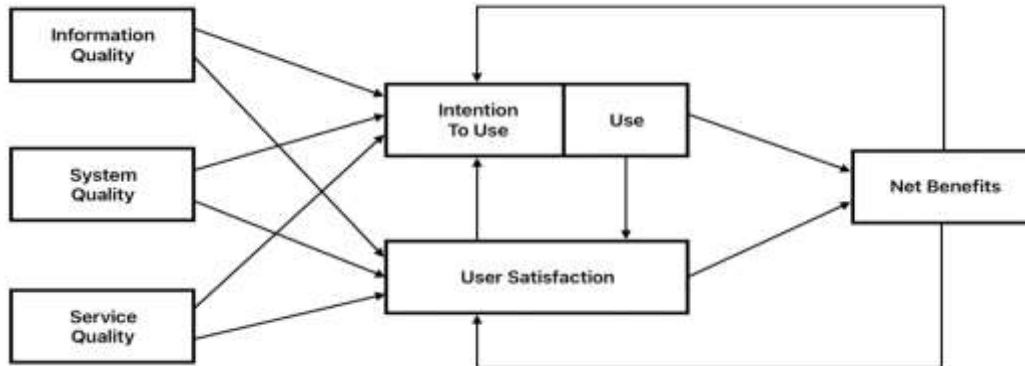 Information
Quality
Intention
To Use
Use
System
Quality
Net Benefits
User Satisfaction
Service
Quality